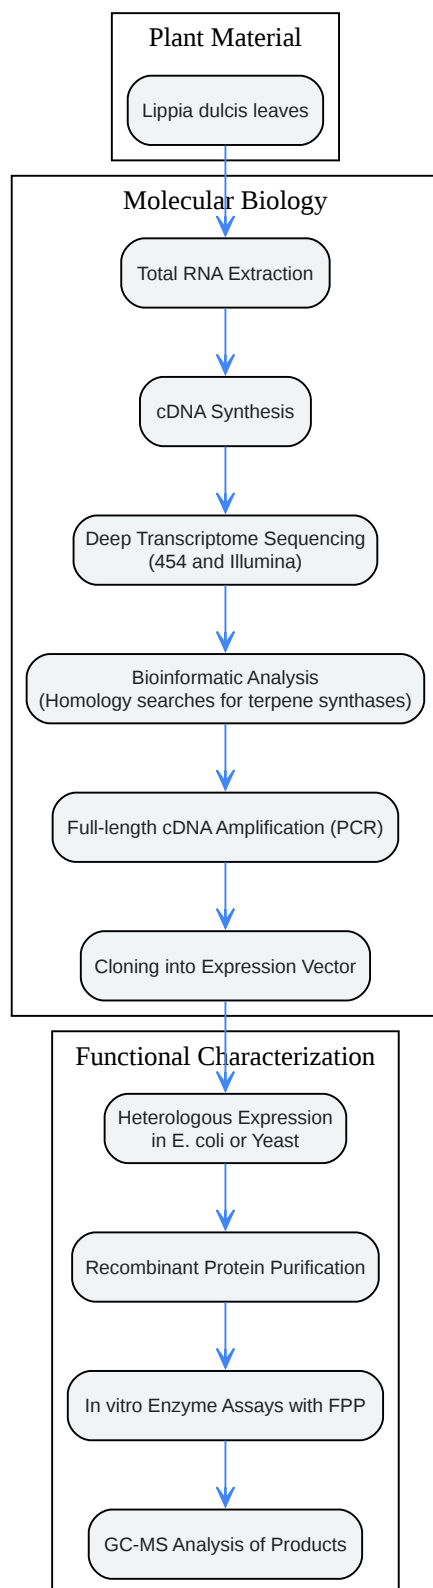 Plant Material
Lippia dulcis leaves
Molecular Biology
Total RNA Extraction
cDNA Synthesis
Deep Transcriptome Sequencing
(454 and Illumina)
Bioinformatic Analysis
(Homology searches for terpene synthases)
Full-length cDNA Amplification (PCR)
Cloning into Expression Vector
Functional Characterization
Heterologous Expression
in E. coli or Yeast
Recombinant Protein Purification
In vitro Enzyme Assays with FPP
GC-MS Analysis of Products